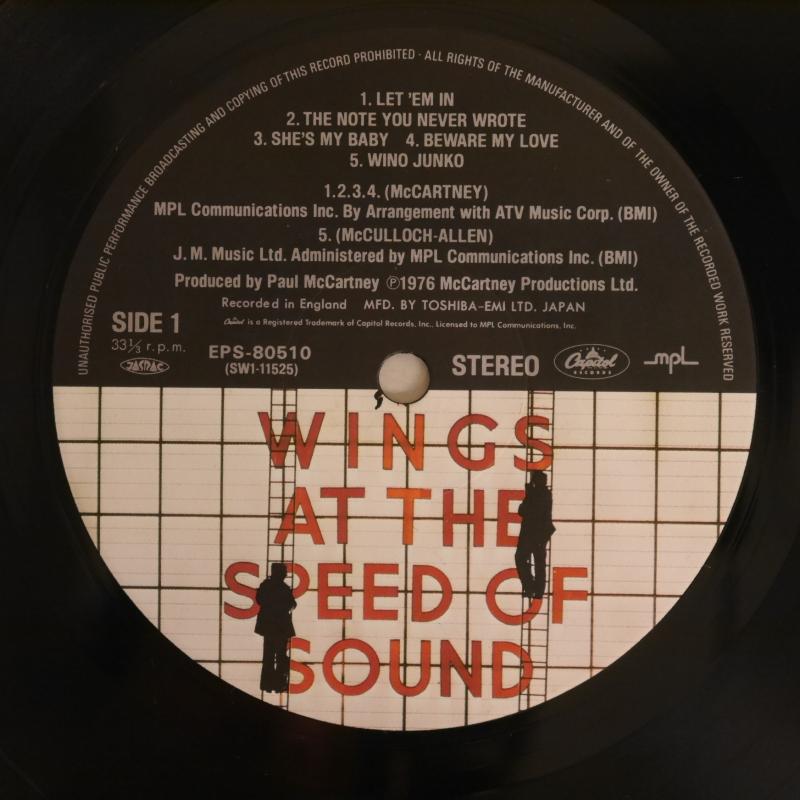 UNAUTHORISED PUBLIC PERFORMANCE BROADCASTING AND COPYING OF THIS RECORD PROHIBITED · ALL RIGHTS OF THE MANUFACTURER AND OF THE OWNER OF THE RECORDED WORK RESERVED
1. LET 'EM IN
2. THE NOTE YOU NEVER WROTE
3. SHE'S MY BABY 4. BEWARE MY LOVE
5. WINO JUNKO
1.2.3.4. (McCARTNEY)
MPL Communications Inc. By Arrangement with ATV Music Corp. (BMI)
5. (McCULLOCH-ALLEN)
J. M. Music Ltd. Administered by MPL Communications Inc. (BMI)
Produced by Paul McCartney ℗1976 McCartney Productions Ltd.
Recorded in England MFD. BY TOSHIBA-EMI LTD. JAPAN
Capitol is a Registered Trademark of Capitol Records, Inc., Licensed to MPL Communications, Inc.
SIDE 1
33⅓ r.p.m.
JASRAC
EPS-80510
(SW1-11525)
STEREO
Capitol
RECORDS
mpl
WINGS
AT THE
SPEED OF
SOUND